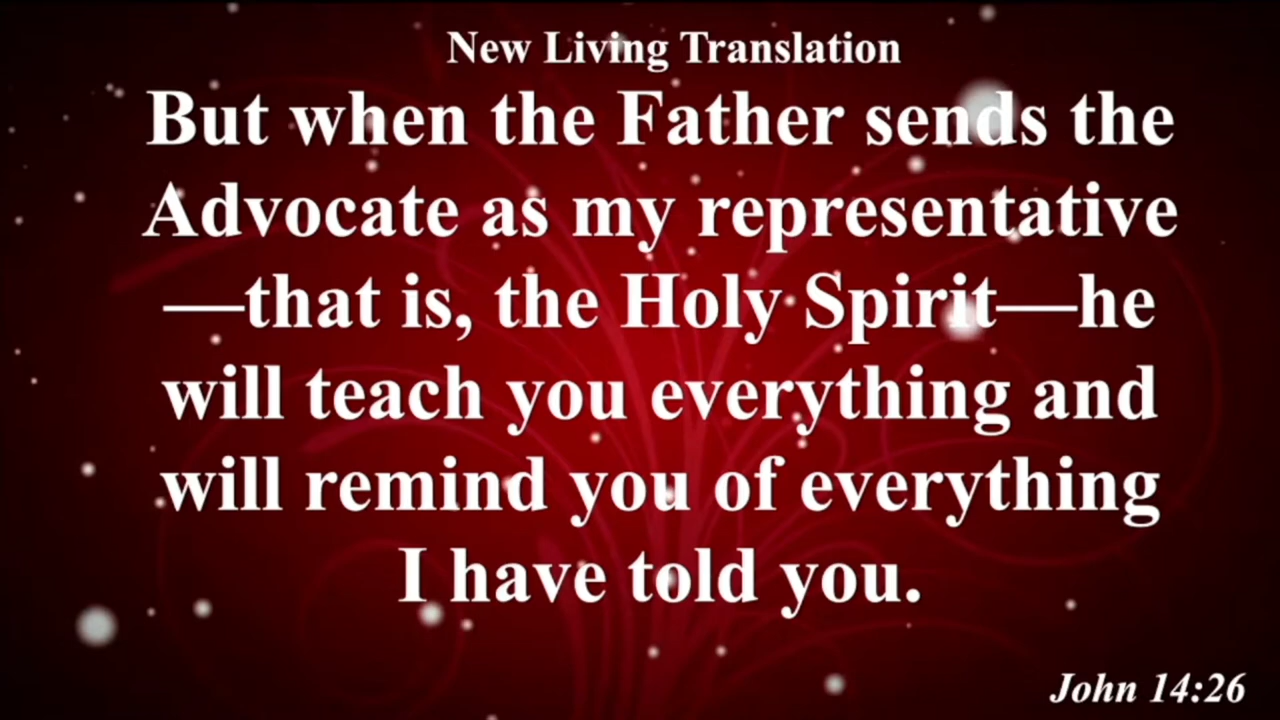 New Living Translation
But when the Father sends the
Advocate as my representative
—that is, the Holy Spirit—he
will teach you everything and
will remind you of everything
I have told you.
John 14:26